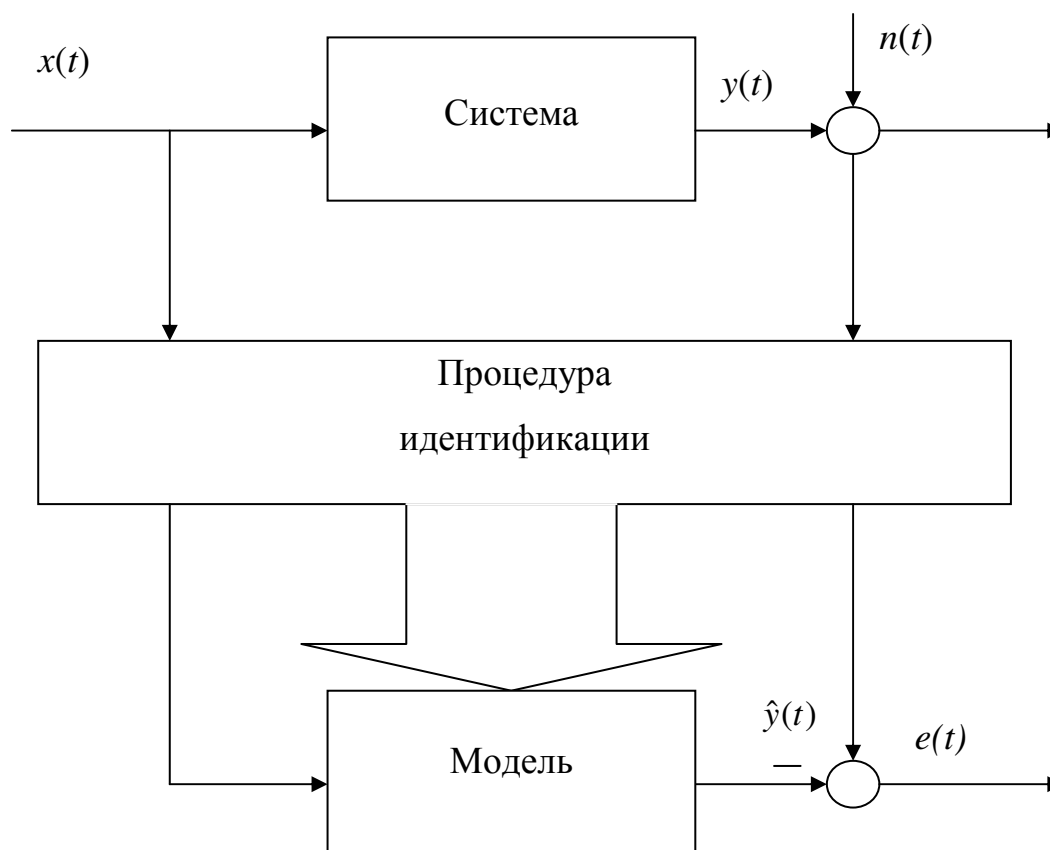 x(t)
Система
y(t)
n(t)
Процедура
идентификации
Модель
ŷ(t)
—
e(t)